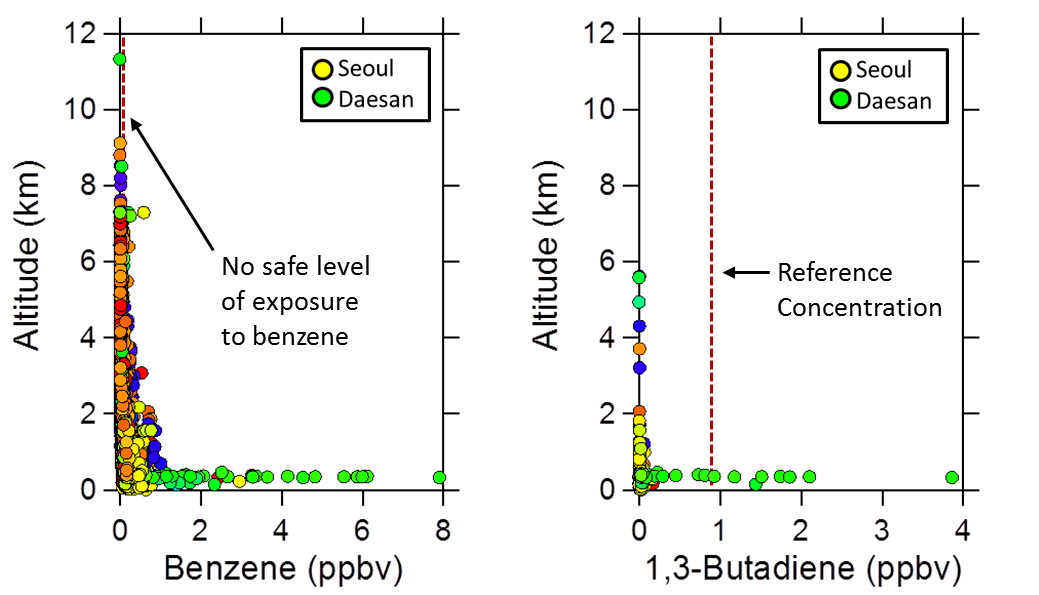 12
10
8
6
4
2
0
Altitude (km)
Seoul
Daesan
No safe level
of exposure
to benzene
0
2
4
6
8
Benzene (ppbv)
12
10
8
6
4
2
0
Altitude (km)
Seoul
Daesan
Reference
Concentration
0
1
2
3
4
1,3-Butadiene (ppbv)